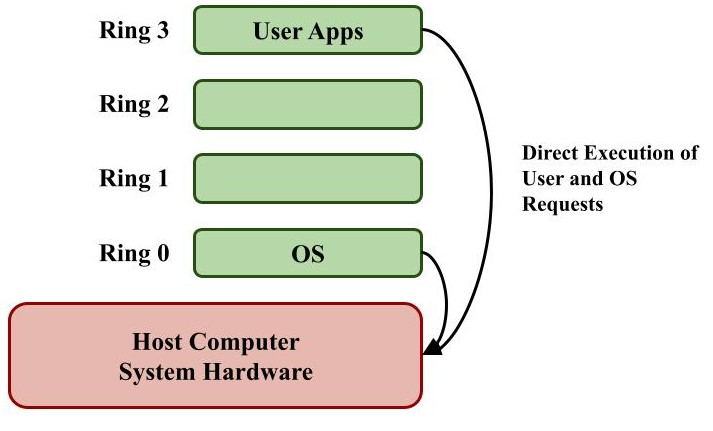 Ring 3
User Apps
Ring 2
Ring 1
Ring 0
OS
Direct Execution of
User and OS
Requests
Host Computer
System Hardware